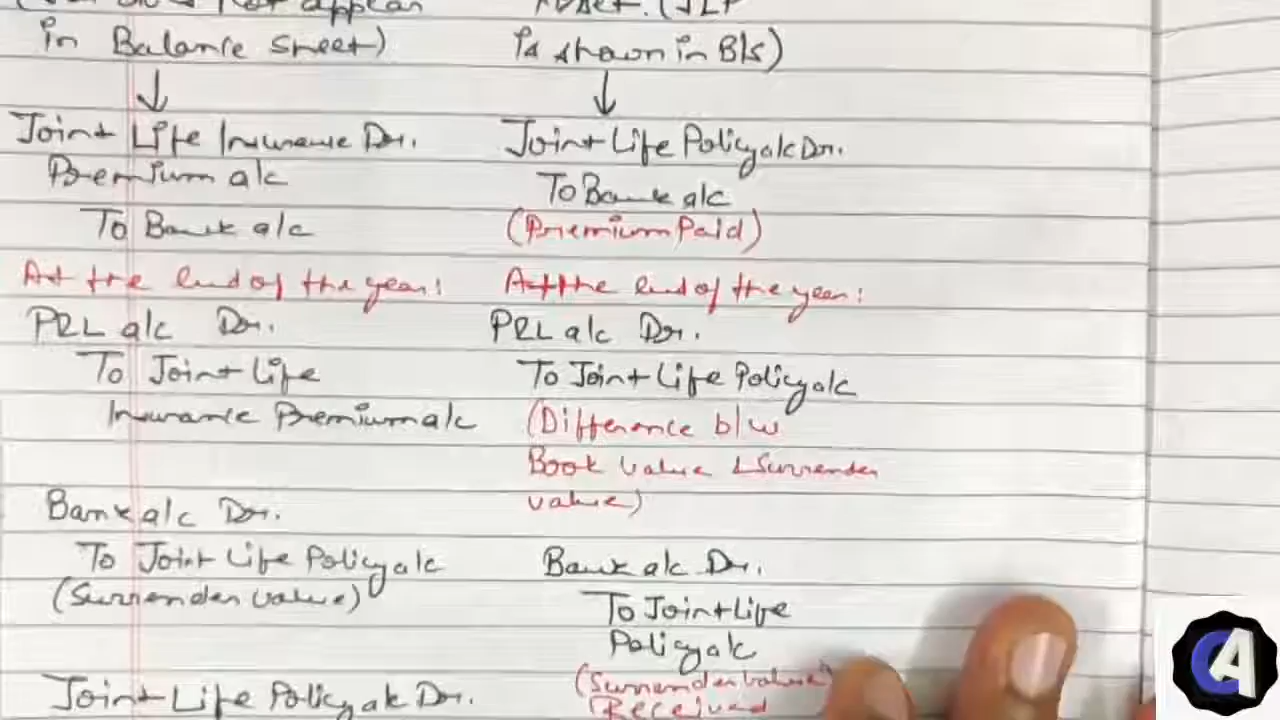 in Balance sheet)
Joint Life Insurance Dr.
Premium a/c
To Bank a/c
At the end of the year:
P&L a/c Dr.
To Joint Life
Insurance Premium a/c
Bank a/c Dr.
To Joint Life Policy a/c
(Surrender value)
Joint Life Policy a/c Dr.
is shown in B/s)
Joint Life Policy a/c Dr.
To Bank a/c
(Premium Paid)
At the end of the year:
P&L a/c Dr.
To Joint Life Policy a/c
(Difference b/w
Book value & Surrender
value)
Bank a/c Dr.
To Joint Life
Policy a/c
(Surrender value)
(Received
CA